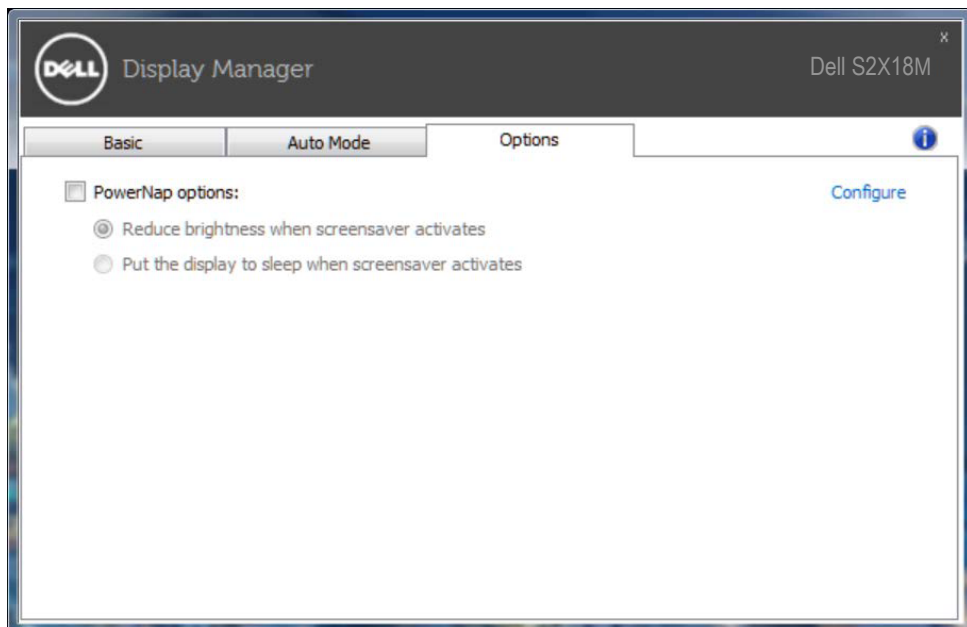 DELL Display Manager
x
Dell S2X18M
Basic Auto Mode Options i
PowerNap options: Configure
Reduce brightness when screensaver activates
Put the display to sleep when screensaver activates